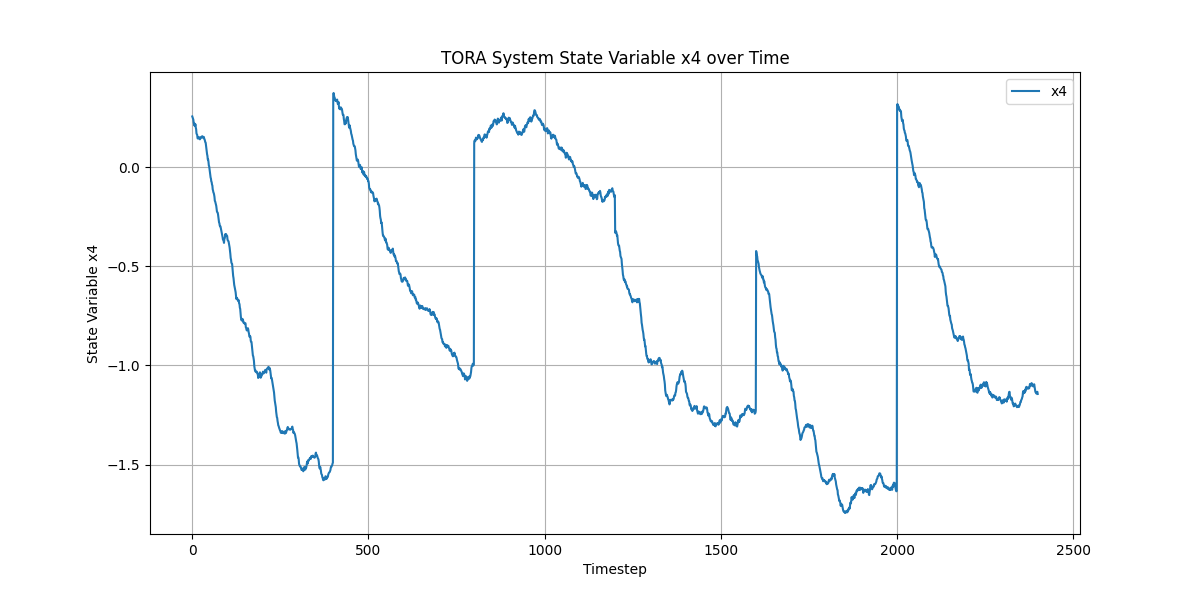 TORA System State Variable x4 over Time
x4
State Variable x4
0.0
−0.5
−1.0
−1.5
0
500
1000
1500
2000
2500
Timestep